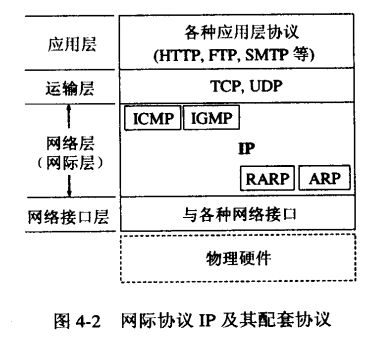 应用层
各种应用层协议
(HTTP, FTP, SMTP 等)
运输层
TCP, UDP
ICMP IGMP
网络层
(网际层)
IP
RARP ARP
网络接口层
与各种网络接口
物理硬件
图 4-2 网际协议 IP 及其配套协议